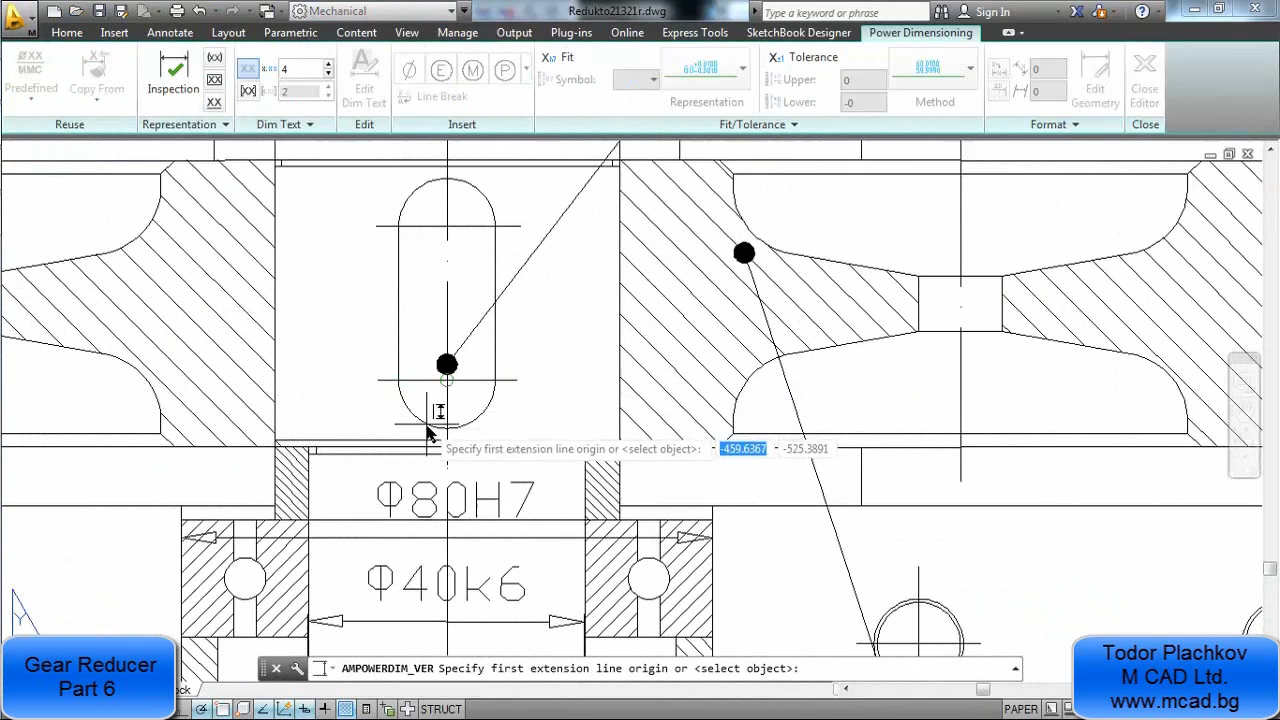 Mechanical
Redukto21321r.dwg
Type a keyword or phrase
Sign In
Home
Insert
Annotate
Layout
Parametric
Content
View
Manage
Output
Plug-ins
Online
Express Tools
SketchBook Designer
Power Dimensioning
MMC
Predefined
Copy From
Inspection
4
2
Edit
Dim Text
Line Break
Fit
Symbol:
Representation
Tolerance
Upper: 0
Lower: -0
Method
0
0
Edit
Geometry
Close
Editor
Reuse
Representation
Dim Text
Edit
Insert
Fit/Tolerance
Format
Close
Specify first extension line origin or <select object>: -459.6367 -525.3891
Φ80H7
Φ40k6
Gear Reducer
Part 6
AMPOWERDIM_VER Specify first extension line origin or <select object>:
Todor Plachkov
M CAD Ltd.
www.mcad.bg
STRUCT
PAPER